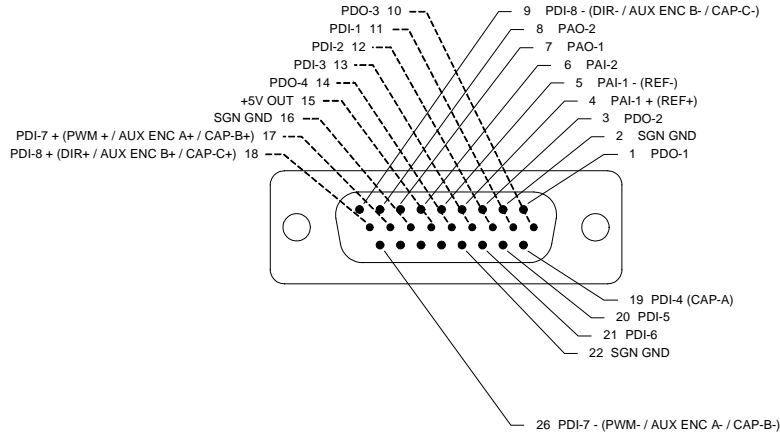 PDO-3 10
PDI-1 11
PDI-2 12
PDI-3 13
PDO-4 14
+5V OUT 15
SGN GND 16
PDI-7 + (PWM + / AUX ENC A+ / CAP-B+) 17
PDI-8 + (DIR+ / AUX ENC B+ / CAP-C+) 18
9 PDI-8 - (DIR- / AUX ENC B- / CAP-C-)
8 PAO-2
7 PAO-1
6 PAI-2
5 PAI-1 - (REF-)
4 PAI-1 + (REF+)
3 PDO-2
2 SGN GND
1 PDO-1
19 PDI-4 (CAP-A)
20 PDI-5
21 PDI-6
22 SGN GND
26 PDI-7 - (PWM- / AUX ENC A- / CAP-B-)